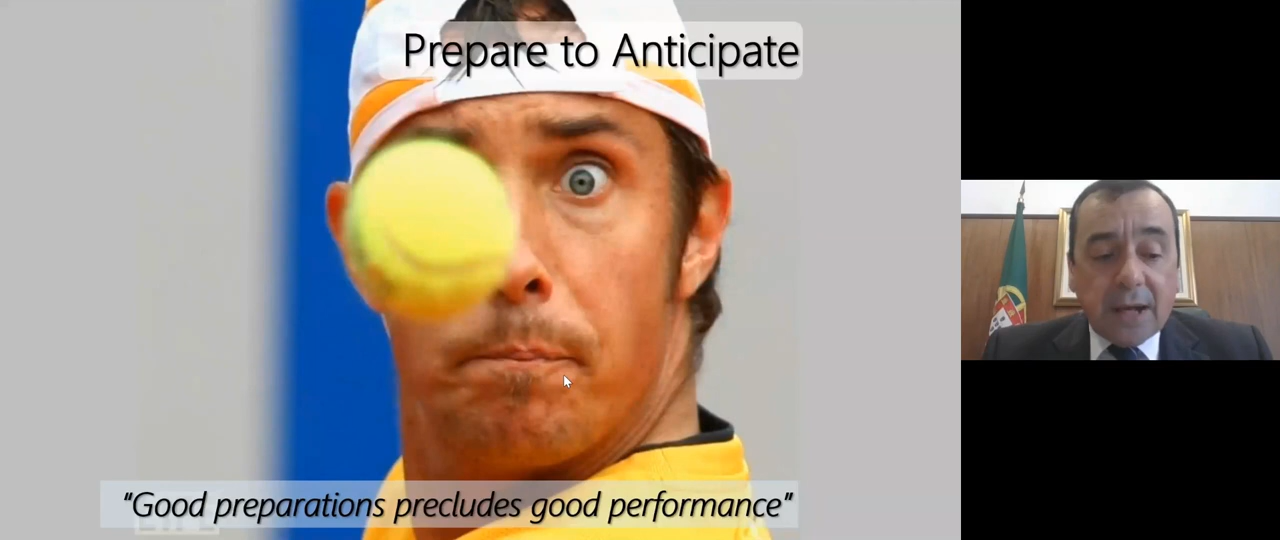 Prepare to Anticipate
"Good preparations precludes good performance"